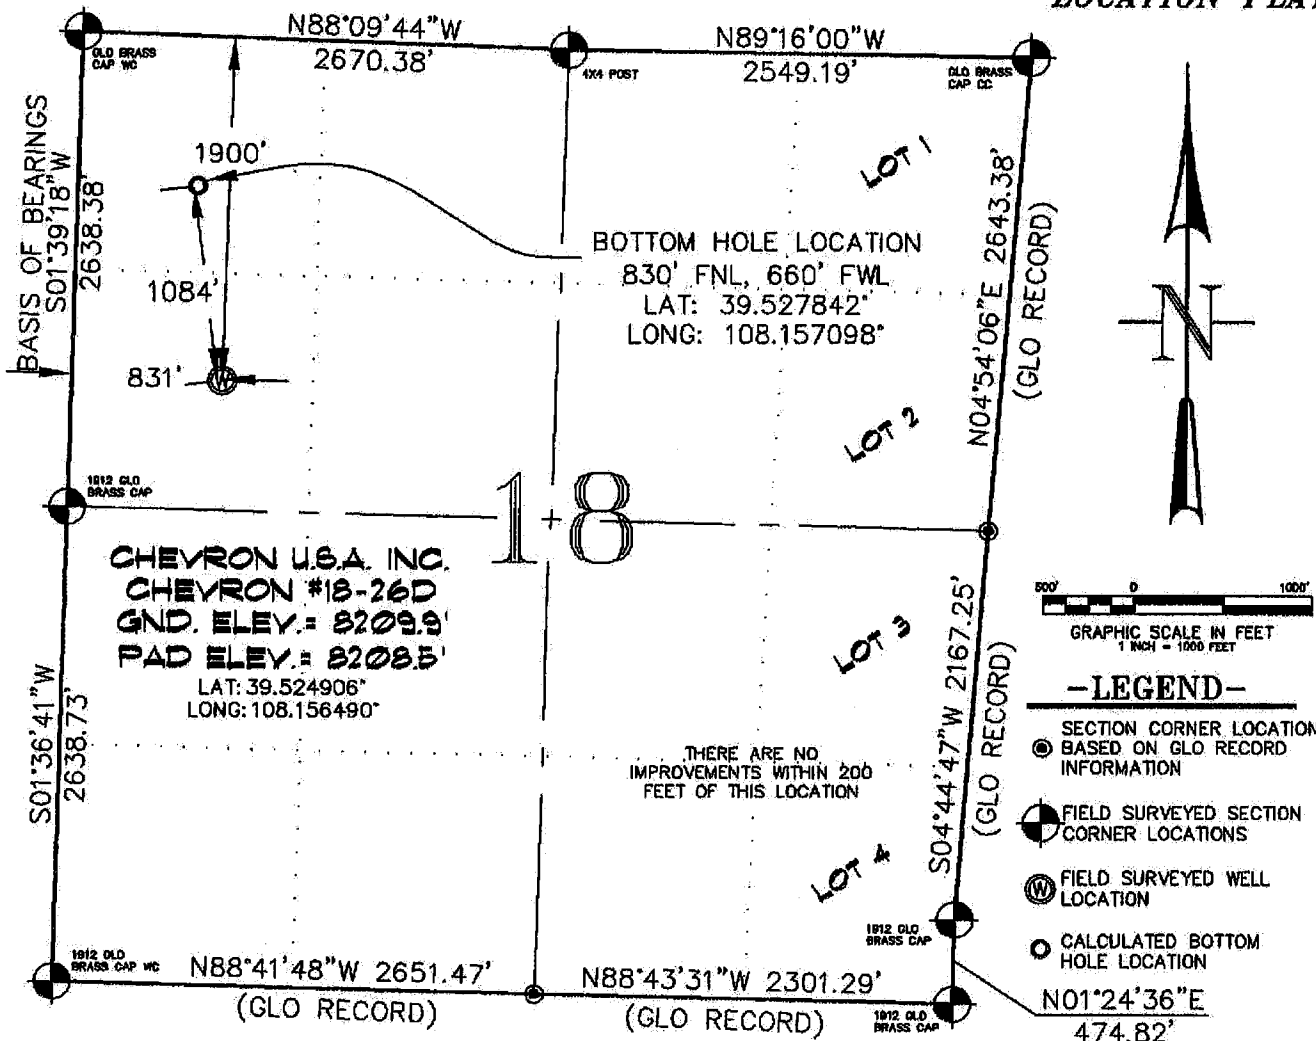 LOCATION PLAT
N88°09'44"W
2670.38'
N89°16'00"W
2549.19'
GLO BRASS
CAP WC
4X4 POST
GLO BRASS
CAP CC
BASIS OF BEARINGS
S01°39'18"W
2638.38'
1900'
1084'
831'
LOT 1
BOTTOM HOLE LOCATION
830' FNL, 660' FWL
LAT: 39.527842°
LONG: 108.157098°
N04°54'06"E 2643.38'
(GLO RECORD)
N
LOT 2
1912 GLO
BRASS CAP
18
CHEVRON U.S.A. INC.
CHEVRON #18-26D
GND. ELEV.= 8209.9'
PAD ELEV.= 8208.5'
LAT: 39.524906°
LONG: 108.156490°
S01°36'41"W
2638.73'
LOT 3
S04°44'47"W 2167.25'
(GLO RECORD)
THERE ARE NO
IMPROVEMENTS WITHIN 200
FEET OF THIS LOCATION
LOT 4
1912 GLO
BRASS CAP
1912 GLO
BRASS CAP WC
N88°41'48"W 2651.47'
(GLO RECORD)
N88°43'31"W 2301.29'
(GLO RECORD)
1912 GLO
BRASS CAP
N01°24'36"E
474.82'
500' 0 1000'
GRAPHIC SCALE IN FEET
1 INCH = 1000 FEET
-LEGEND-
SECTION CORNER LOCATION
BASED ON GLO RECORD
INFORMATION
FIELD SURVEYED SECTION
CORNER LOCATIONS
W
FIELD SURVEYED WELL
LOCATION
CALCULATED BOTTOM
HOLE LOCATION
W